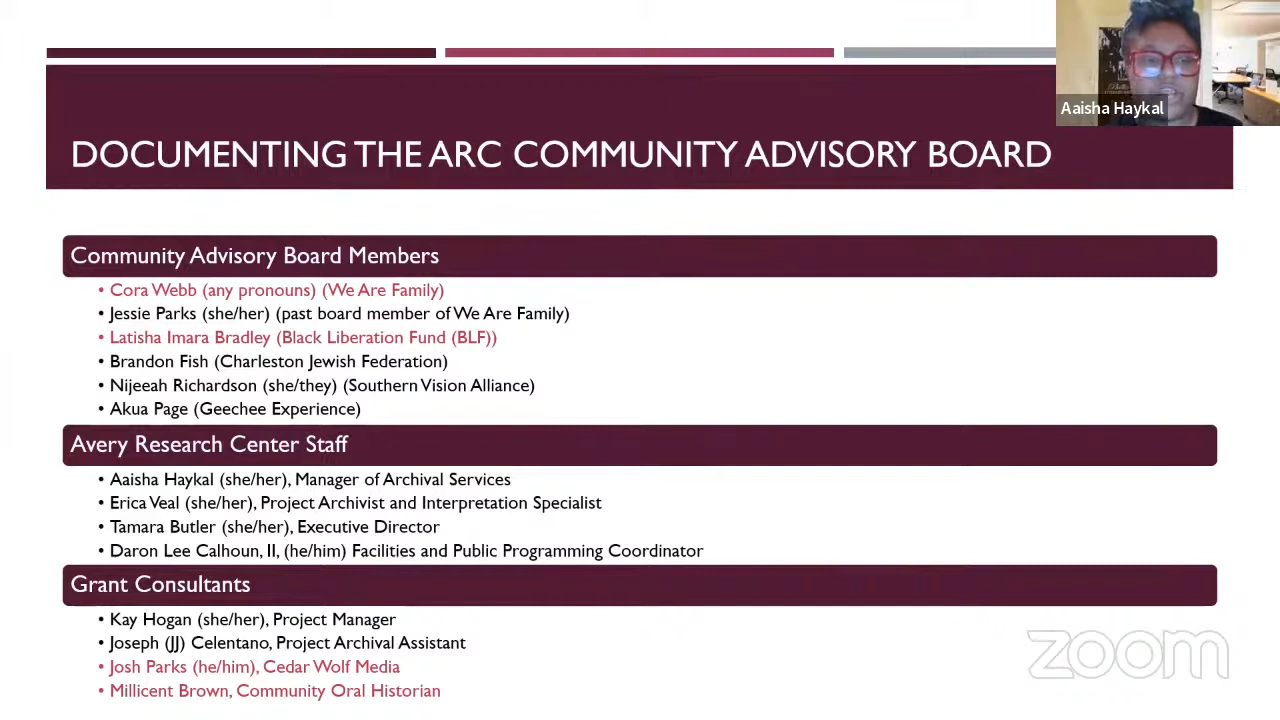 Aaisha Haykal
DOCUMENTING THE ARC COMMUNITY ADVISORY BOARD
Community Advisory Board Members
• Cora Webb (any pronouns) (We Are Family)
• Jessie Parks (she/her) (past board member of We Are Family)
• Latisha Imara Bradley (Black Liberation Fund (BLF))
• Brandon Fish (Charleston Jewish Federation)
• Nijeeah Richardson (she/they) (Southern Vision Alliance)
• Akua Page (Geechee Experience)
Avery Research Center Staff
• Aaisha Haykal (she/her), Manager of Archival Services
• Erica Veal (she/her), Project Archivist and Interpretation Specialist
• Tamara Butler (she/her), Executive Director
• Daron Lee Calhoun, II, (he/him) Facilities and Public Programming Coordinator
Grant Consultants
• Kay Hogan (she/her), Project Manager
• Joseph (JJ) Celentano, Project Archival Assistant
• Josh Parks (he/him), Cedar Wolf Media
• Millicent Brown, Community Oral Historian
zoom